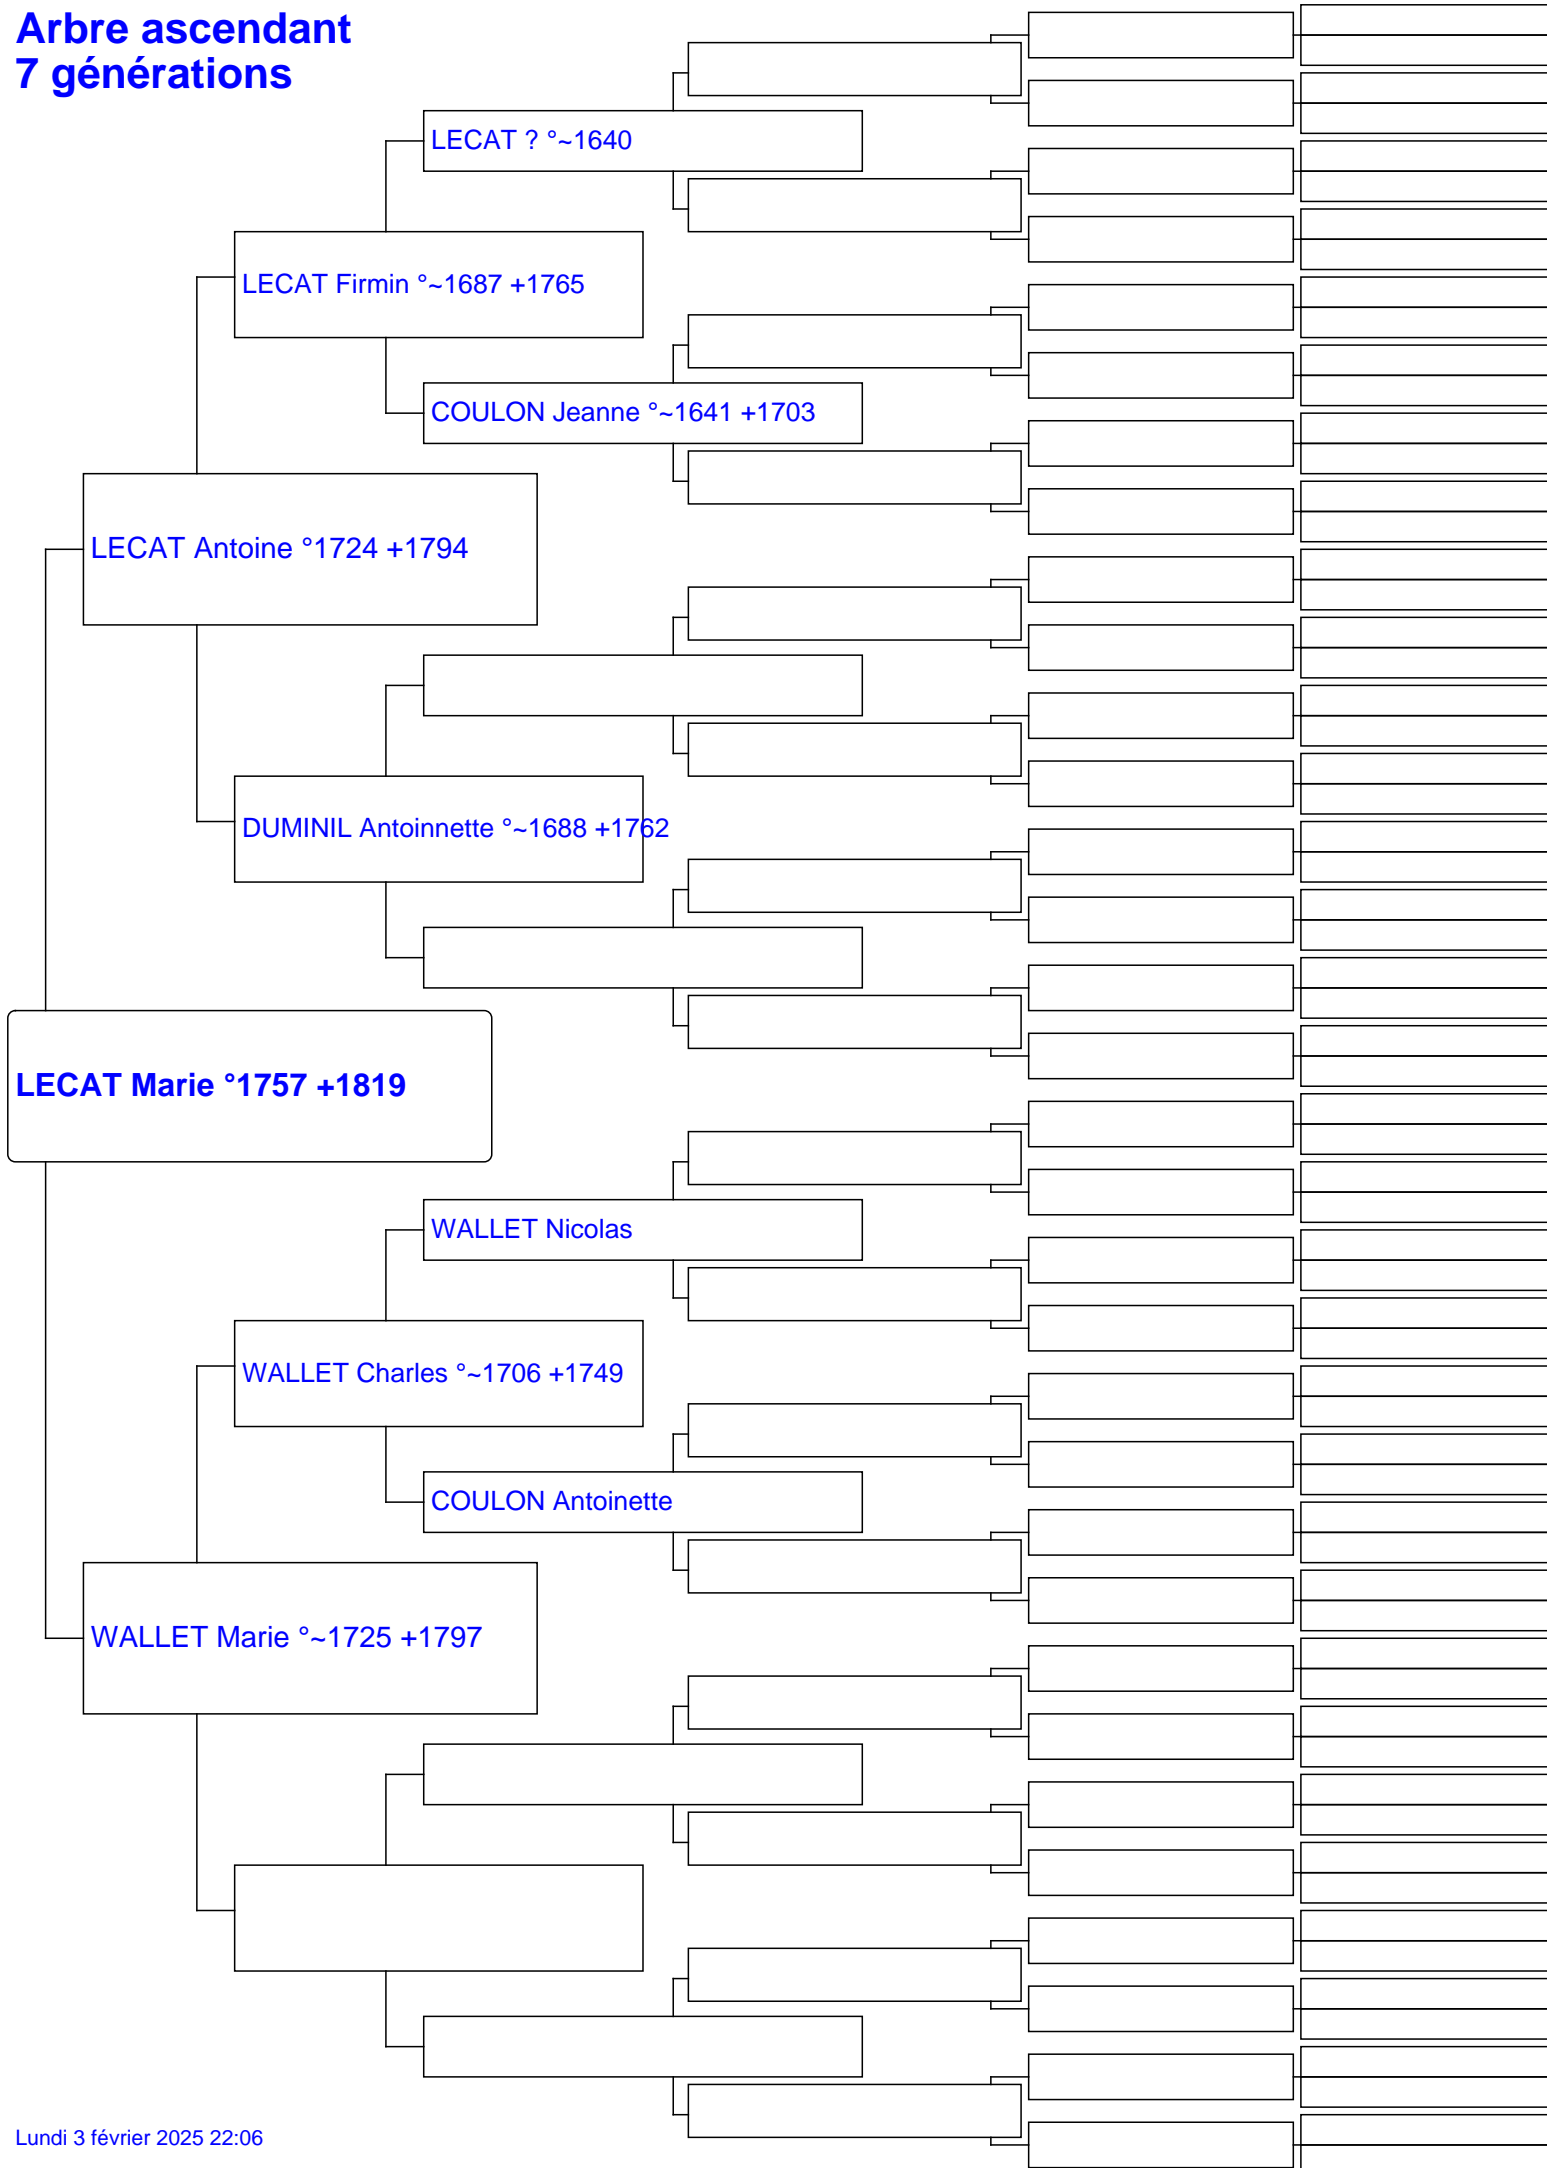 Arbre ascendant
7 générations
LECAT ? °~1640
LECAT Firmin °~1687 +1765
COULON Jeanne °~1641 +1703
LECAT Antoine °1724 +1794
DUMINIL Antoinnette °~1688 +1762
LECAT Marie °1757 +1819
WALLET Nicolas
WALLET Charles °~1706 +1749
COULON Antoinette
WALLET Marie °~1725 +1797
Lundi 3 février 2025 22:06